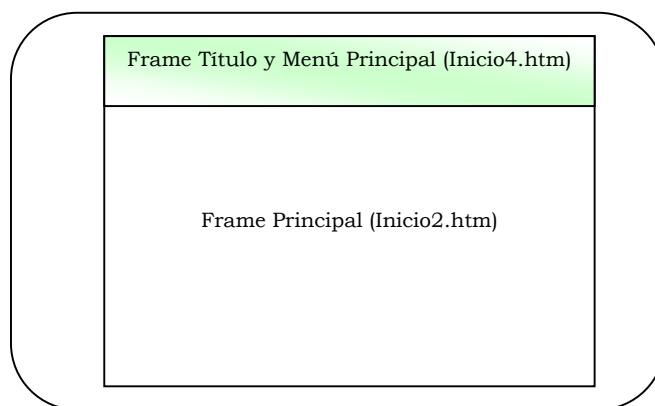 Frame Título y Menú Principal (Inicio4.htm)
Frame Principal (Inicio2.htm)